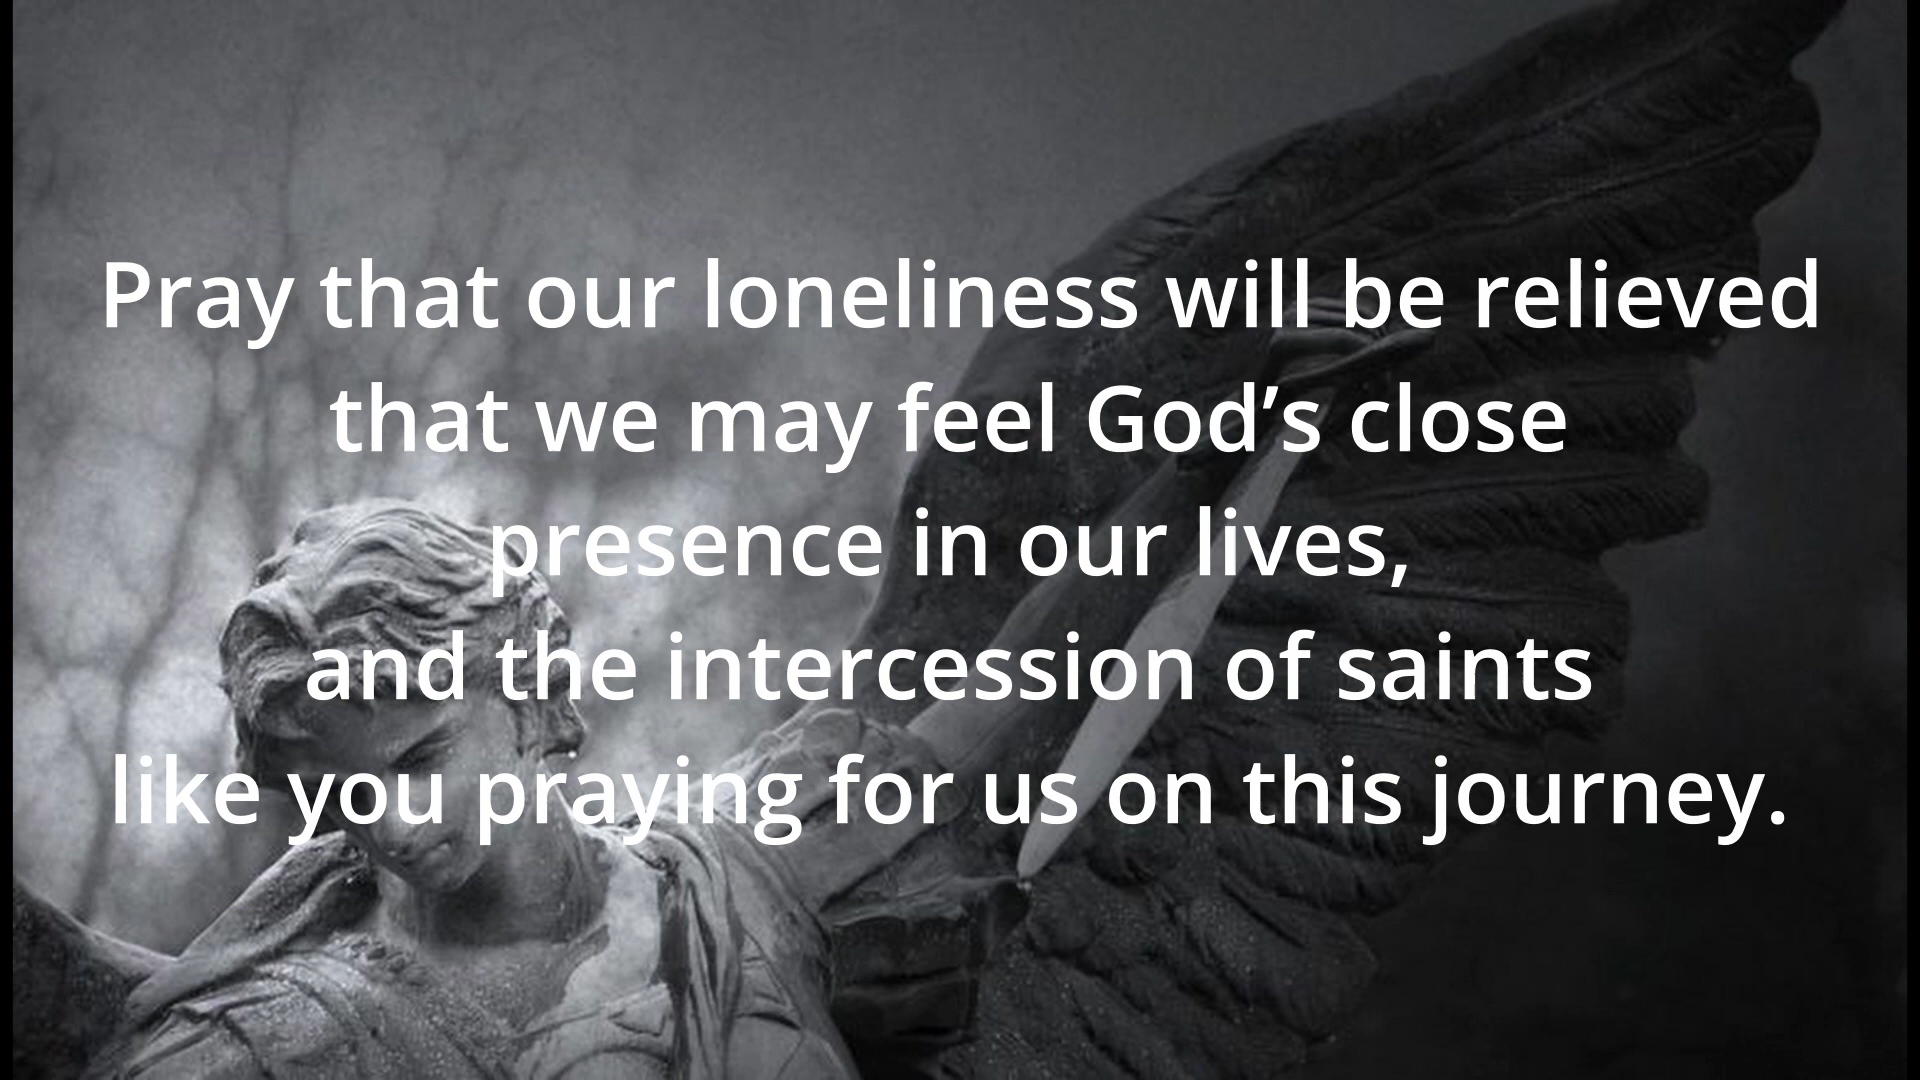 Pray that our loneliness will be relieved
that we may feel God’s close
presence in our lives,
and the intercession of saints
like you praying for us on this journey.